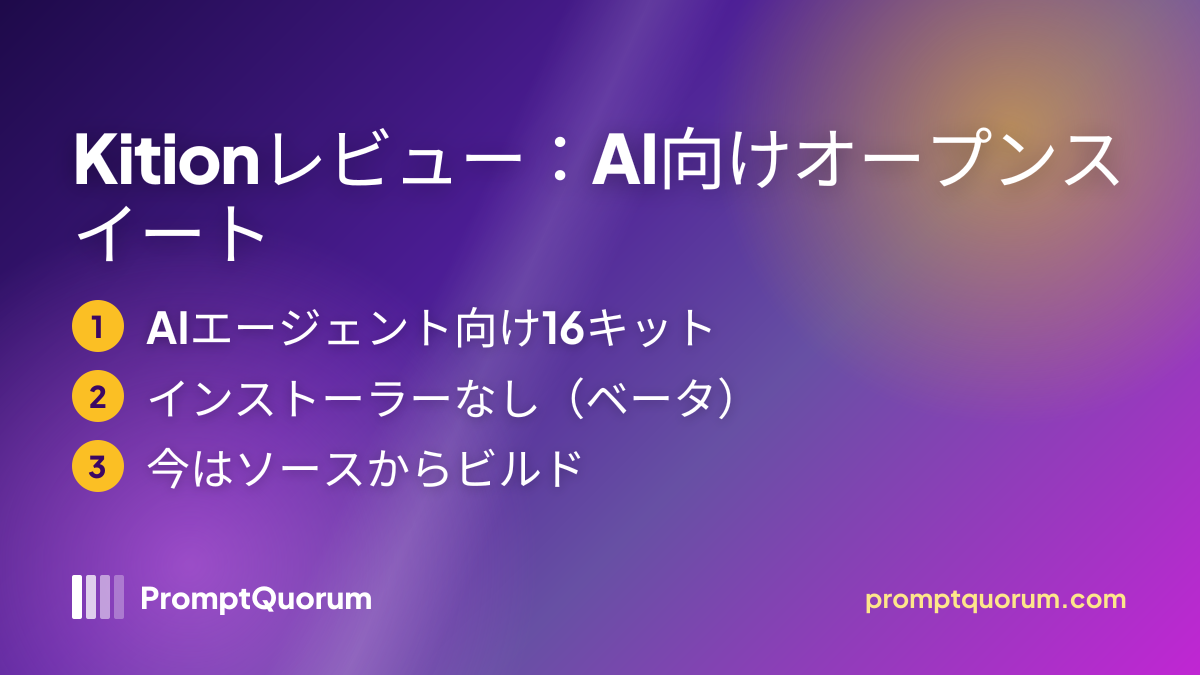 Kitionレビュー：AI向けオープンス
イート
1 AIエージェント向け16キット
2 インストーラーなし（ベータ）
3 今はソースからビルド
PromptQuorum
promptquorum.com